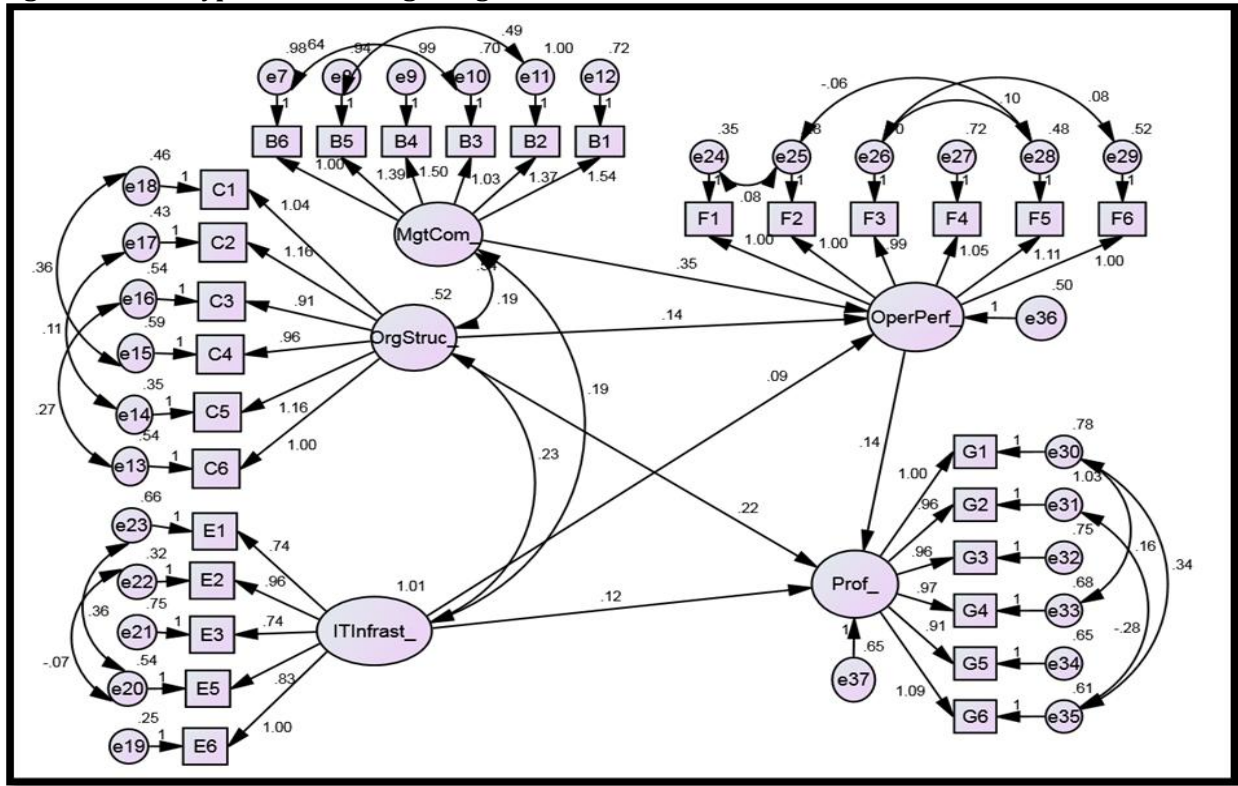 .98 64 .94 .99 .70 .49 1.00 .72
e7 e9 e10 e11 e12
1 1 1 1 1 1
B6 B5 B4 B3 B2 B1
1.00 1.39 1.50 1.03 1.37 1.54
MgtCom_
-.06 .10 .08
.35 .72 .48 .52
e24 e25 e26 e27 e28 e29
1 1 1 1 1 1
.08
F1 F2 F3 F4 F5 F6
1.00 1.00 .99 1.05 1.11 1.00
.46
e18 1 C1 1.04
.43
e17 1 C2 1.16
.36 .54
e16 1 C3 .91
.59
e15 1 C4 .96
.11 .35
e14 1 C5 1.16
.27 .54
e13 1 C6 1.00
.52
OrgStruc_
.19
.35
.14
OperPerf_ 1 e36 .50
.19
.09
.23
.22
.14
.66
e23 1 E1 .74
.32
e22 1 E2 .96
.36 .75
e21 1 E3 .74
-.07 .54
e20 1 E5 .83
.25
e19 1 E6 1.00
1.01
ITInfrast_
.12
Prof_
1 .65
e37
.78
1.00 G1 1 e30
1.03
.96 G2 1 e31
.75 .16 .34
.96 G3 1 e32
.68
.97 G4 1 e33
-.28
.65
.91 G5 1 e34
.61
1.09 G6 1 e35